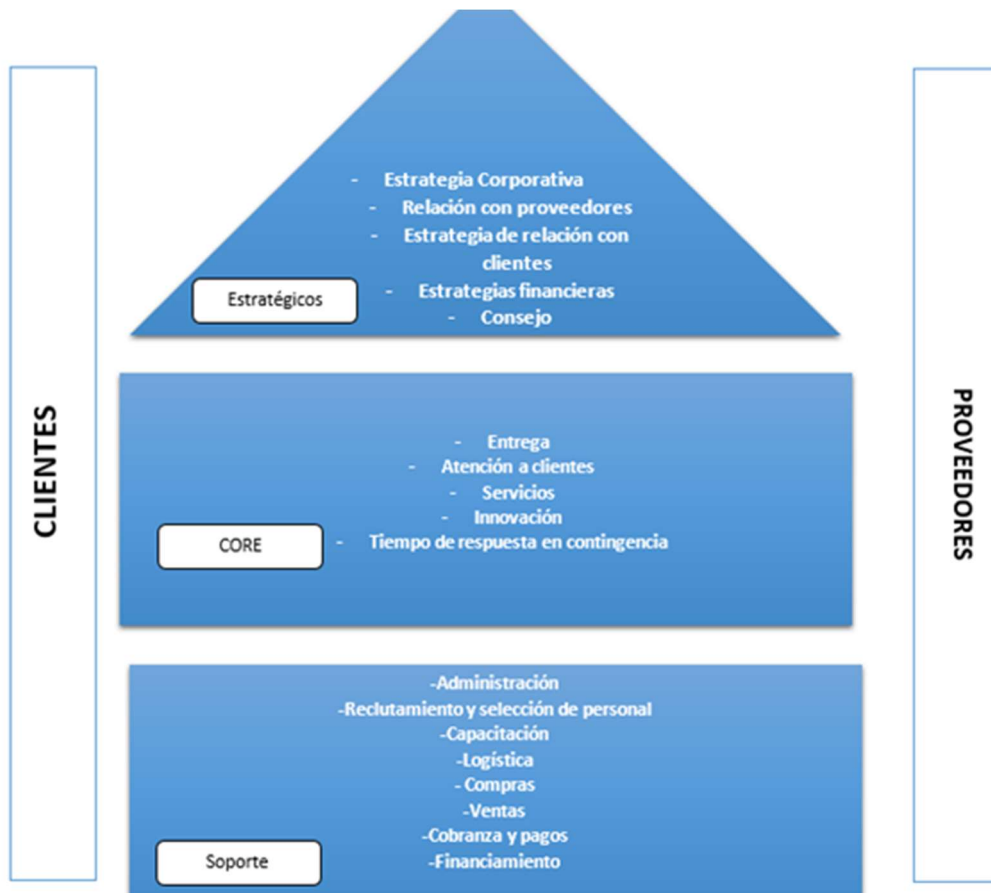 CLIENTES
- Estrategia Corporativa
- Relación con proveedores
- Estrategia de relación con
clientes
- Estrategias financieras
- Consejo
Estratégicos
- Entrega
- Atención a clientes
- Servicios
- Innovación
- Tiempo de respuesta en contingencia
CORE
-Administración
-Reclutamiento y selección de personal
-Capacitación
-Logística
- Compras
-Ventas
-Cobranza y pagos
-Financiamiento
Soporte
PROVEEDORES